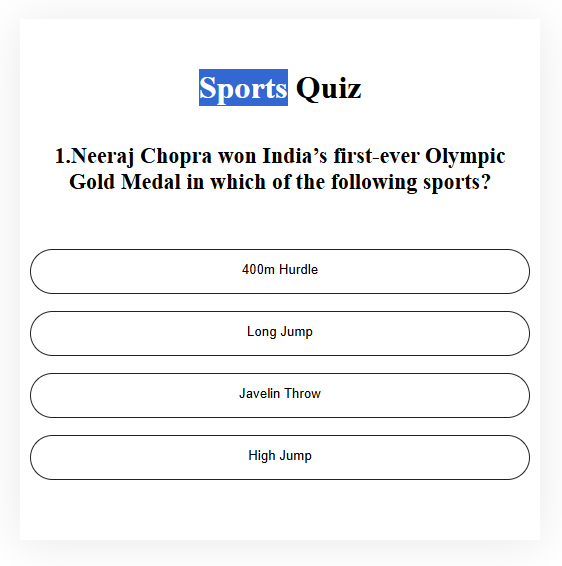 Sports Quiz
1.Neeraj Chopra won India’s first-ever Olympic
Gold Medal in which of the following sports?
400m Hurdle
Long Jump
Javelin Throw
High Jump